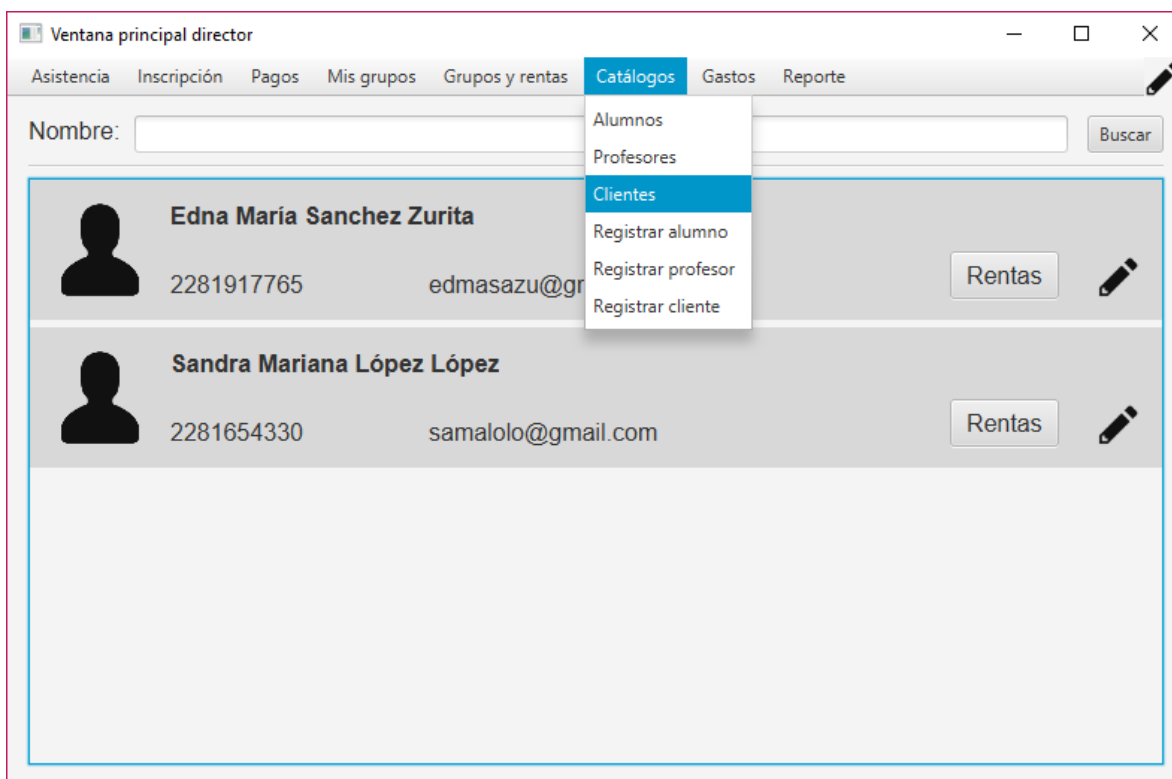 Ventana principal director
Asistencia Inscripción Pagos Mis grupos Grupos y rentas Catálogos Gastos Reporte
Nombre: Buscar
Alumnos
Profesores
Clientes
Registrar alumno
Registrar profesor
Registrar cliente
Edna María Sanchez Zurita
2281917765 edmasazu@gm Rentas
Sandra Mariana López López
2281654330 samalolo@gmail.com Rentas